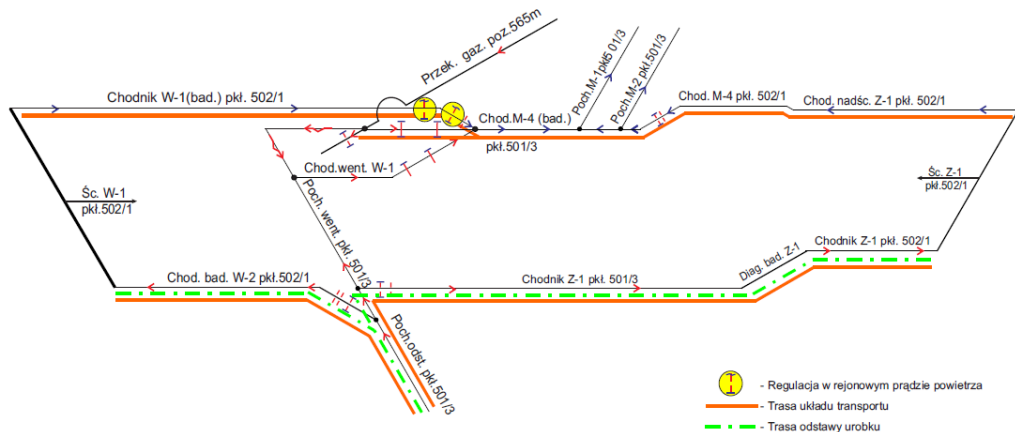 Przek. gaz. poz.565m
Poch.M-1pkł5 01/3
Poch.M-2 pkł.501/3
Chodnik W-1(bad.) pkł. 502/1
Chod. M-4 pkł. 502/1
Chod. nadśc. Z-1 pkł. 502/1
Chod.M-4 (bad.)
pkł.501/3
Chod.went. W-1
Śc. W-1
pkł.502/1
Śc. Z-1
pkł.502/1
Poch. went. pkł.501/3
Chodnik Z-1 pkł. 502/1
Diag. bad. Z-1
Chod. bad. W-2 pkł.502/1
Chodnik Z-1 pkł. 501/3
Poch.odst. pkł.501/3
- Regulacja w rejonowym prądzie powietrza
- Trasa układu transportu
- Trasa odstawy urobku